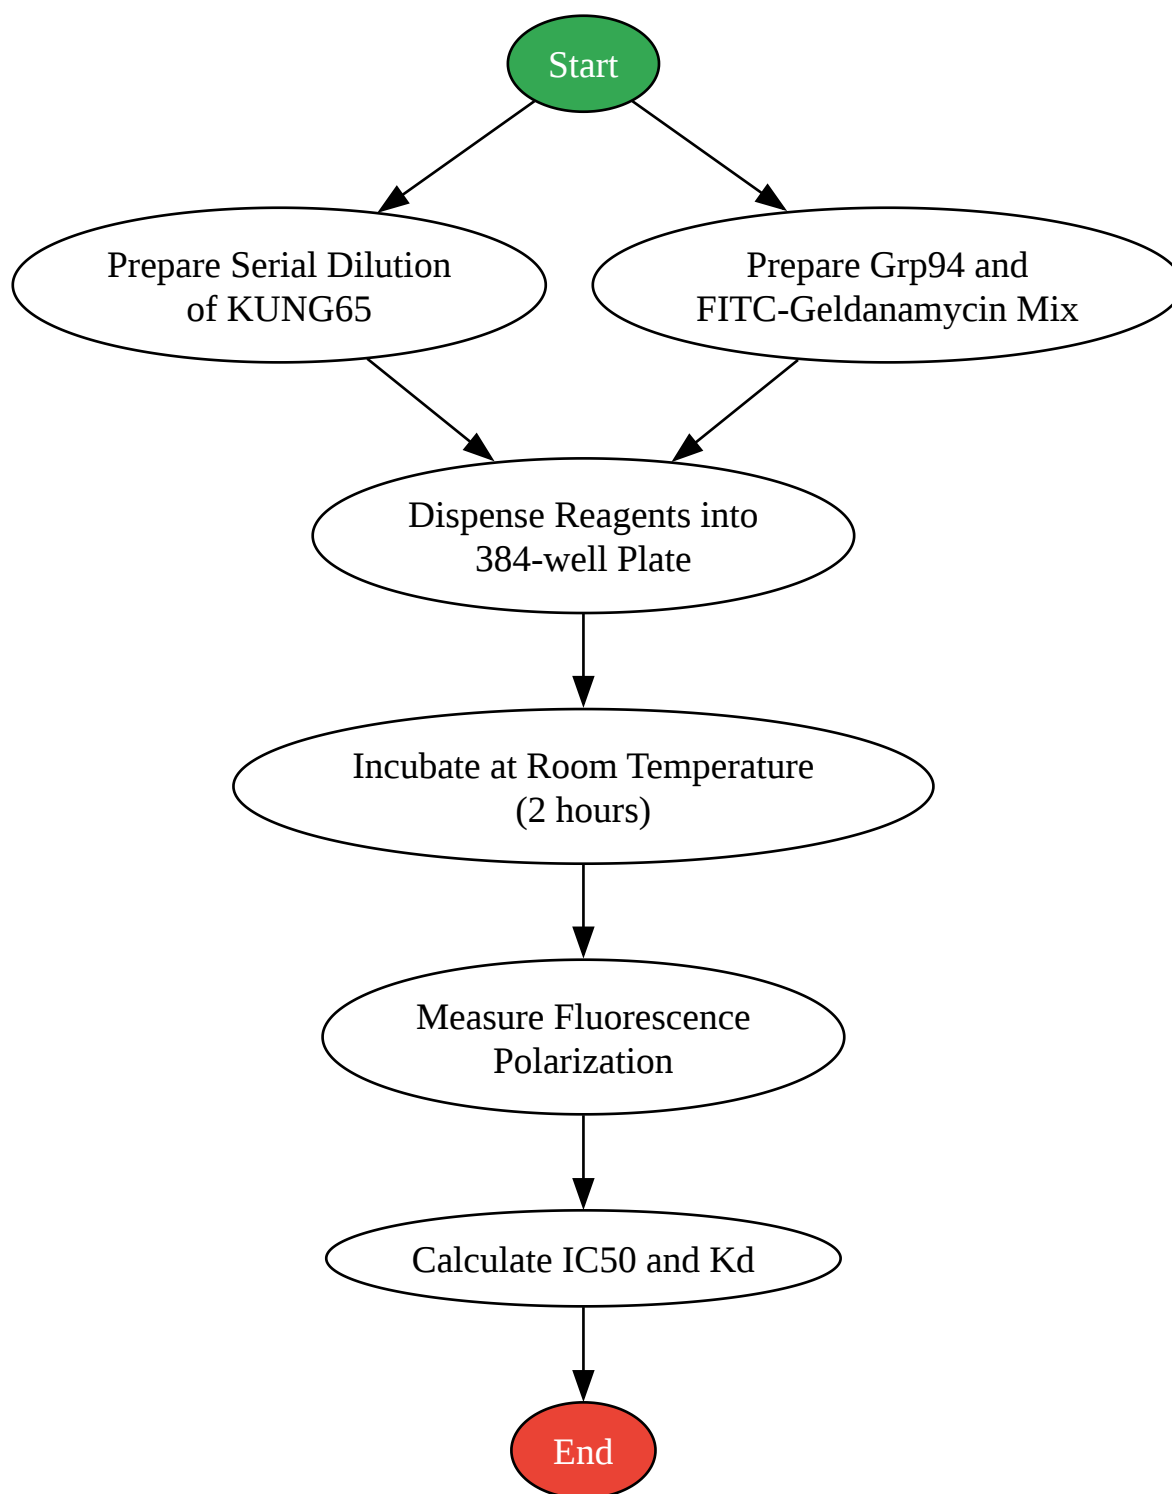 Start
Prepare Serial Dilution
of KUNG65
Prepare Grp94 and
FITC-Geldanamycin Mix
Dispense Reagents into
384-well Plate
Incubate at Room Temperature
(2 hours)
Measure Fluorescence
Polarization
Calculate IC50 and Kd
End